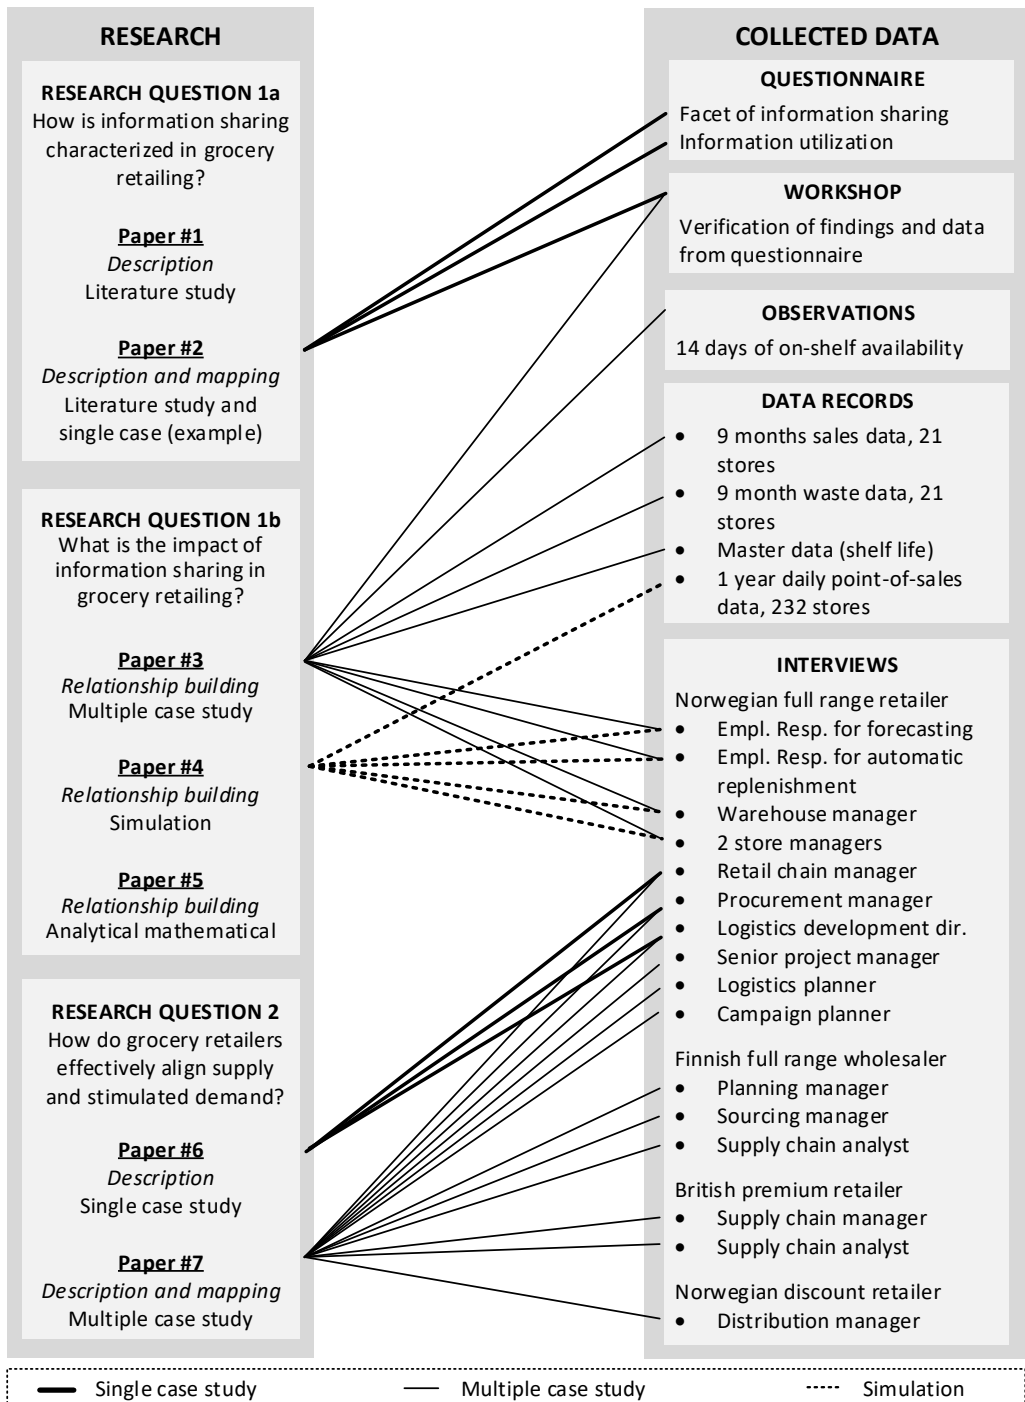 RESEARCH
RESEARCH QUESTION 1a
How is information sharing
characterized in grocery
retailing?
Paper #1
Description
Literature study
Paper #2
Description and mapping
Literature study and
single case (example)
RESEARCH QUESTION 1b
What is the impact of
information sharing in
grocery retailing?
Paper #3
Relationship building
Multiple case study
Paper #4
Relationship building
Simulation
Paper #5
Relationship building
Analytical mathematical
RESEARCH QUESTION 2
How do grocery retailers
effectively align supply
and stimulated demand?
Paper #6
Description
Single case study
Paper #7
Description and mapping
Multiple case study
COLLECTED DATA
QUESTIONNAIRE
Facet of information sharing
Information utilization
WORKSHOP
Verification of findings and data
from questionnaire
OBSERVATIONS
14 days of on-shelf availability
DATA RECORDS
• 9 months sales data, 21
stores
• 9 month waste data, 21
stores
• Master data (shelf life)
• 1 year daily point-of-sales
data, 232 stores
INTERVIEWS
Norwegian full range retailer
• Empl. Resp. for forecasting
• Empl. Resp. for automatic
replenishment
• Warehouse manager
• 2 store managers
• Retail chain manager
• Procurement manager
• Logistics development dir.
• Senior project manager
• Logistics planner
• Campaign planner
Finnish full range wholesaler
• Planning manager
• Sourcing manager
• Supply chain analyst
British premium retailer
• Supply chain manager
• Supply chain analyst
Norwegian discount retailer
• Distribution manager
Single case study
Multiple case study
Simulation